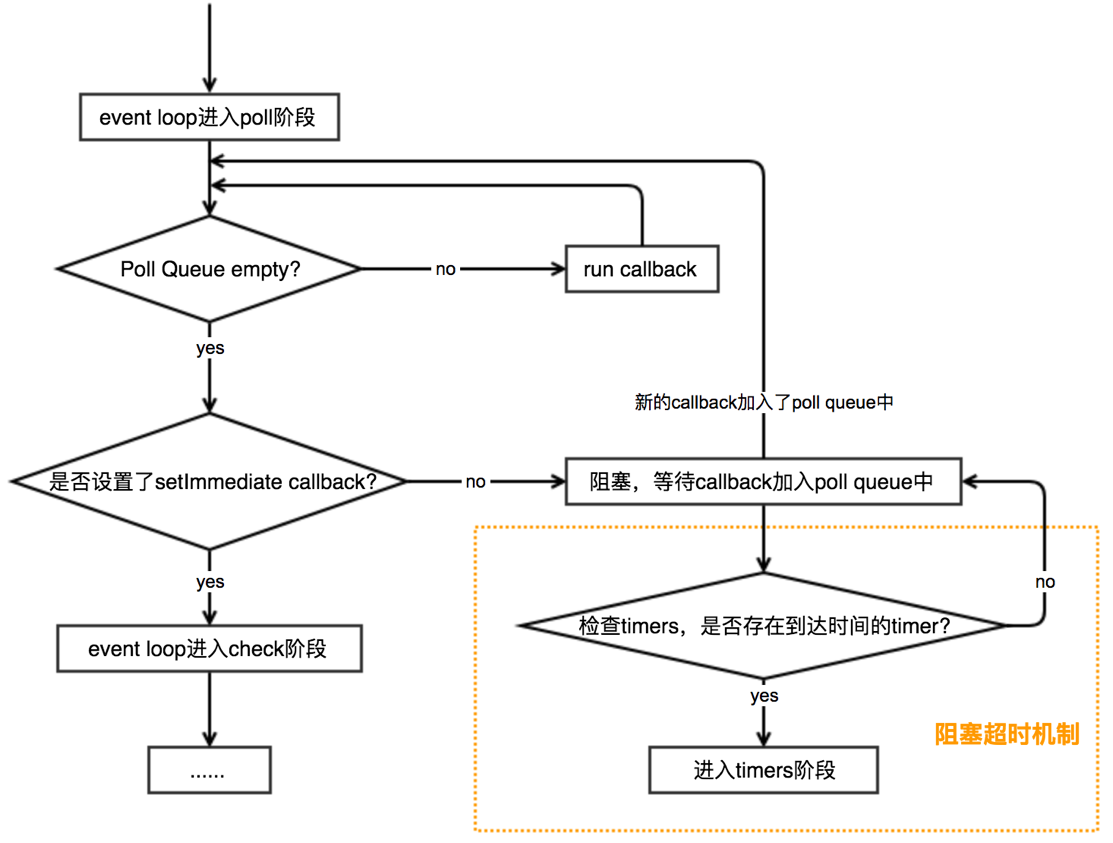 event loop进入poll阶段
Poll Queue empty?
no
run callback
yes
新的callback加入了poll queue中
是否设置了setImmediate callback?
no
阻塞，等待callback加入poll queue中
yes
no
event loop进入check阶段
检查timers，是否存在到达时间的timer?
yes
阻塞超时机制
......
进入timers阶段